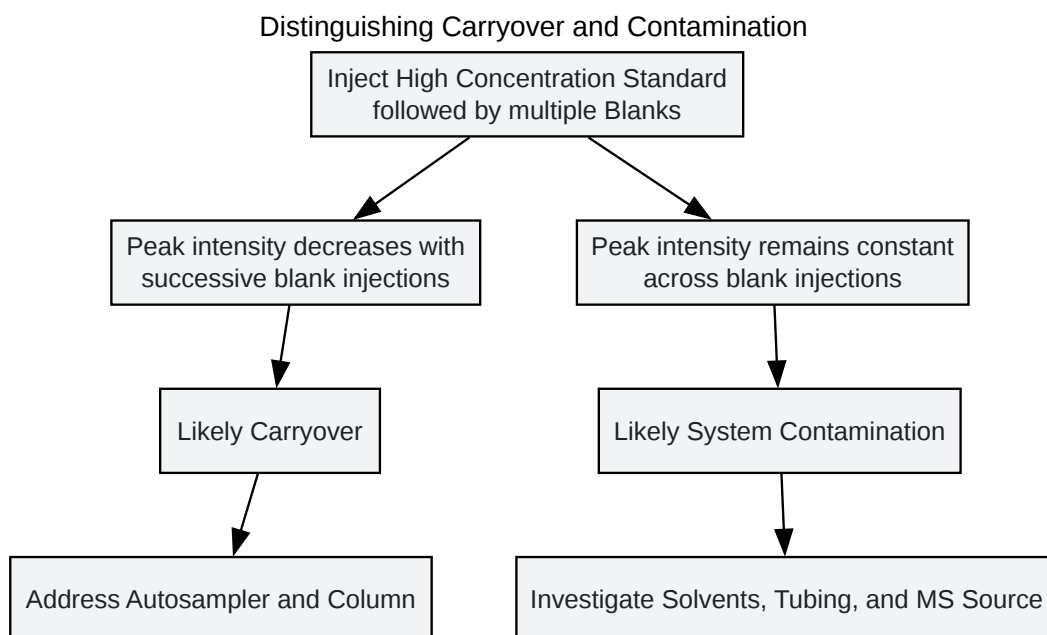 Distinguishing Carryover and Contamination
Inject High Concentration Standard
followed by multiple Blanks
Peak intensity decreases with
successive blank injections
Peak intensity remains constant
across blank injections
Likely Carryover
Likely System Contamination
Address Autosampler and Column
Investigate Solvents, Tubing, and MS Source